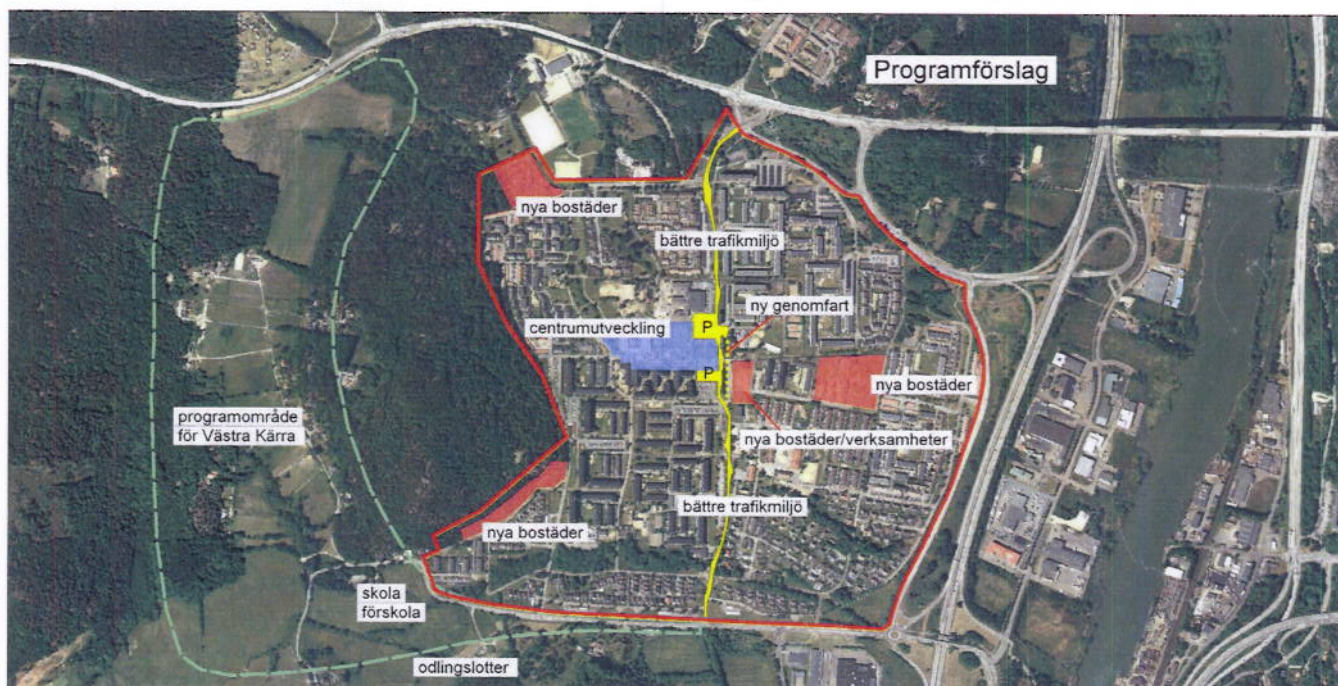 Programförslag
nya bostäder
bättre trafikmiljö
ny genomfart
centrumutveckling
P
P
nya bostäder
programområde
för Västra Kärra
nya bostäder/verksamheter
bättre trafikmiljö
nya bostäder
skola
förskola
odlingslotter